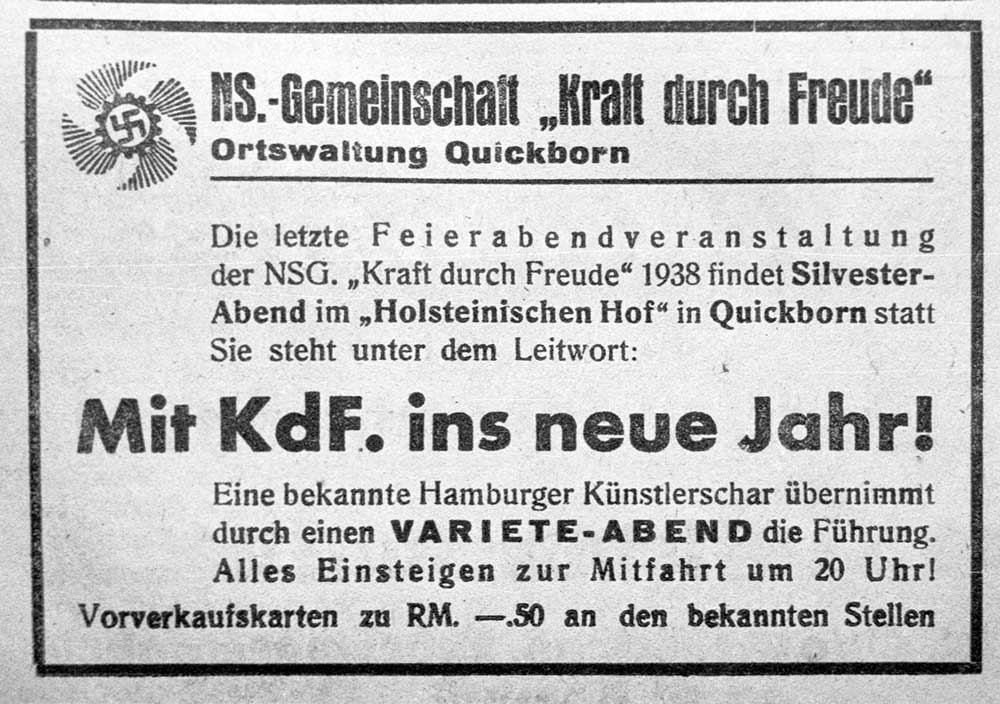 NS.-Gemeinschaft „Kraft durch Freude“
Ortswaltung Quickborn
Die letzte Feierabendveranstaltung
der NSG. „Kraft durch Freude“ 1938 findet Silvester-
Abend im „Holsteinischen Hof“ in Quickborn statt
Sie steht unter dem Leitwort:
Mit KdF. ins neue Jahr!
Eine bekannte Hamburger Künstlerschar übernimmt
durch einen VARIETE-ABEND die Führung.
Alles Einsteigen zur Mitfahrt um 20 Uhr!
Vorverkaufskarten zu RM. —.50 an den bekannten Stellen